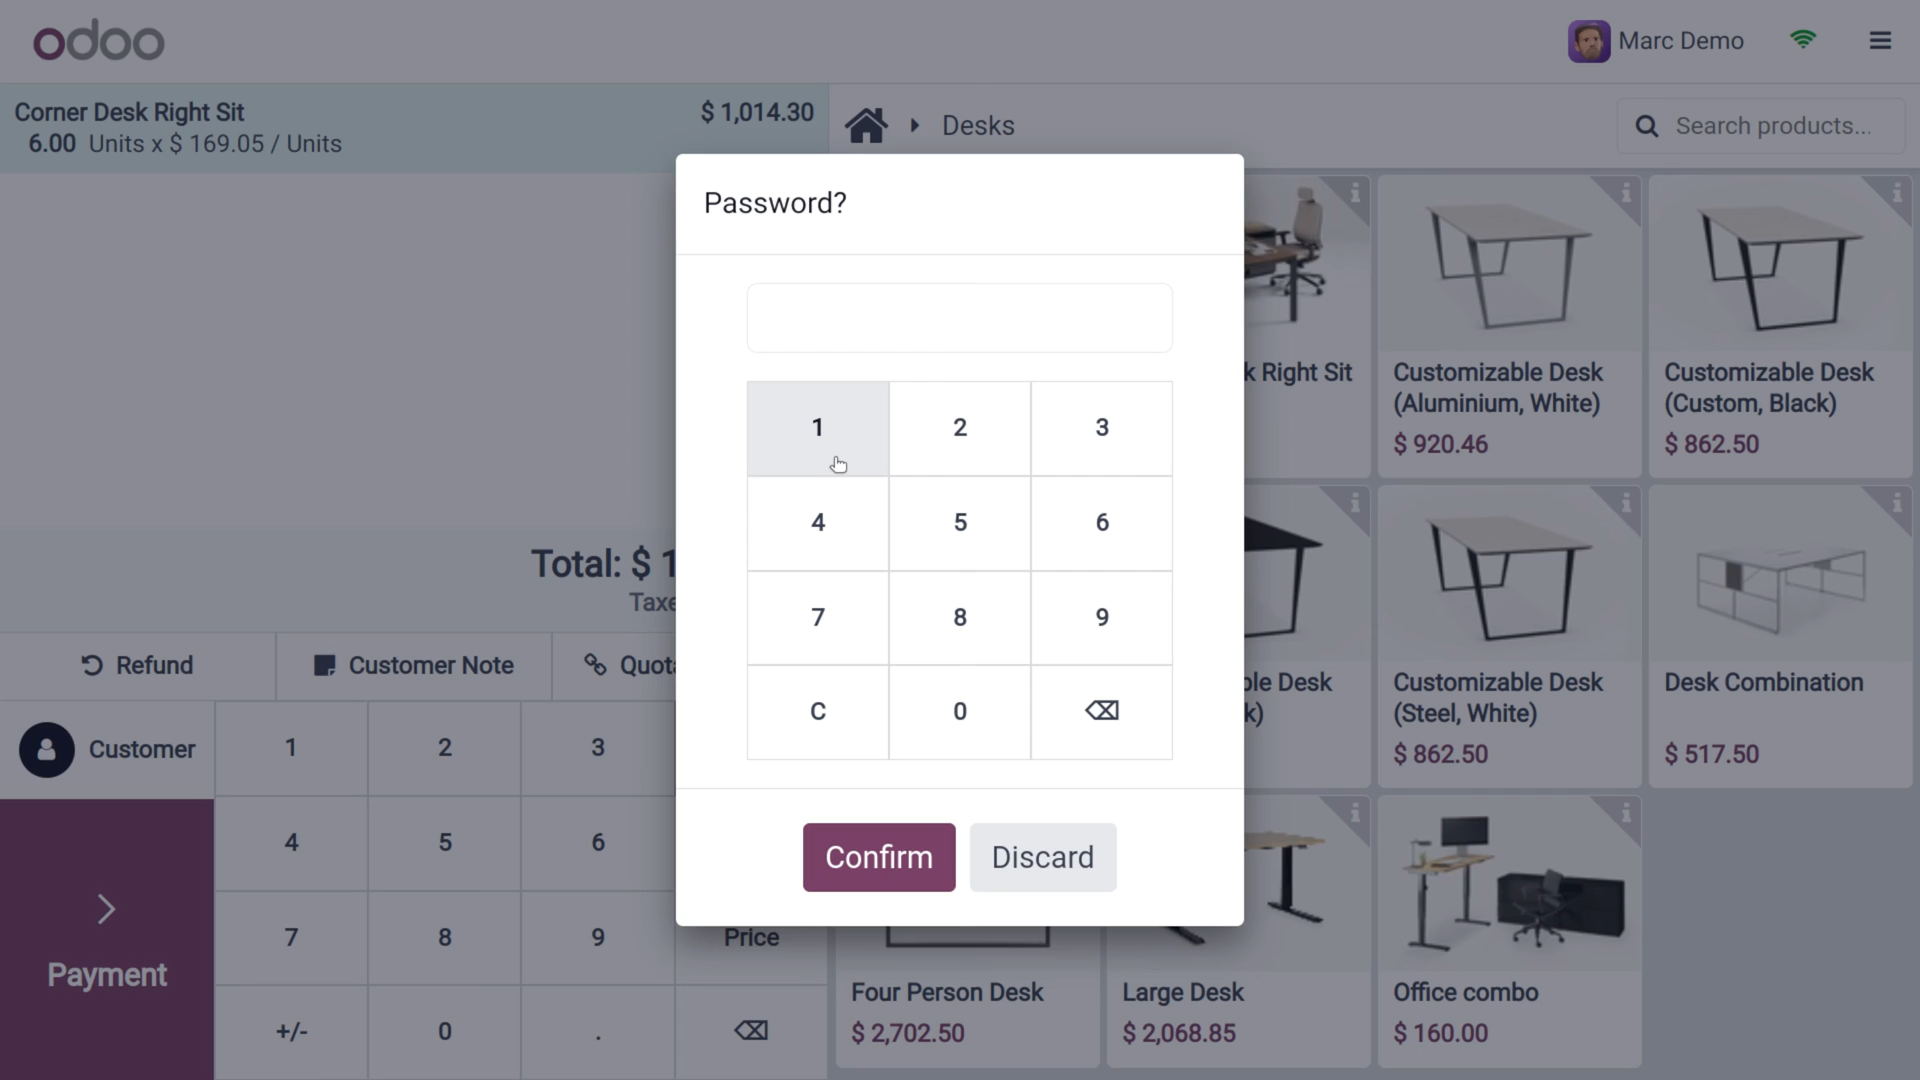 odoo
Marc Demo
Corner Desk Right Sit
$ 1,014.30
6.00 Units x $ 169.05 / Units
Desks
Search products...
Password?
1 2 3
4 5 6
7 8 9
C 0
Confirm
Discard
k Right Sit
Customizable Desk
(Aluminium, White)
$ 920.46
Customizable Desk
(Custom, Black)
$ 862.50
ble Desk
k)
Customizable Desk
(Steel, White)
$ 862.50
Desk Combination
$ 517.50
Four Person Desk
$ 2,702.50
Large Desk
$ 2,068.85
Office combo
$ 160.00
Total: $ 1
Taxe
Refund
Customer Note
Quot
Customer
Payment
1 2 3
4 5 6
7 8 9 Price
+/- 0 .